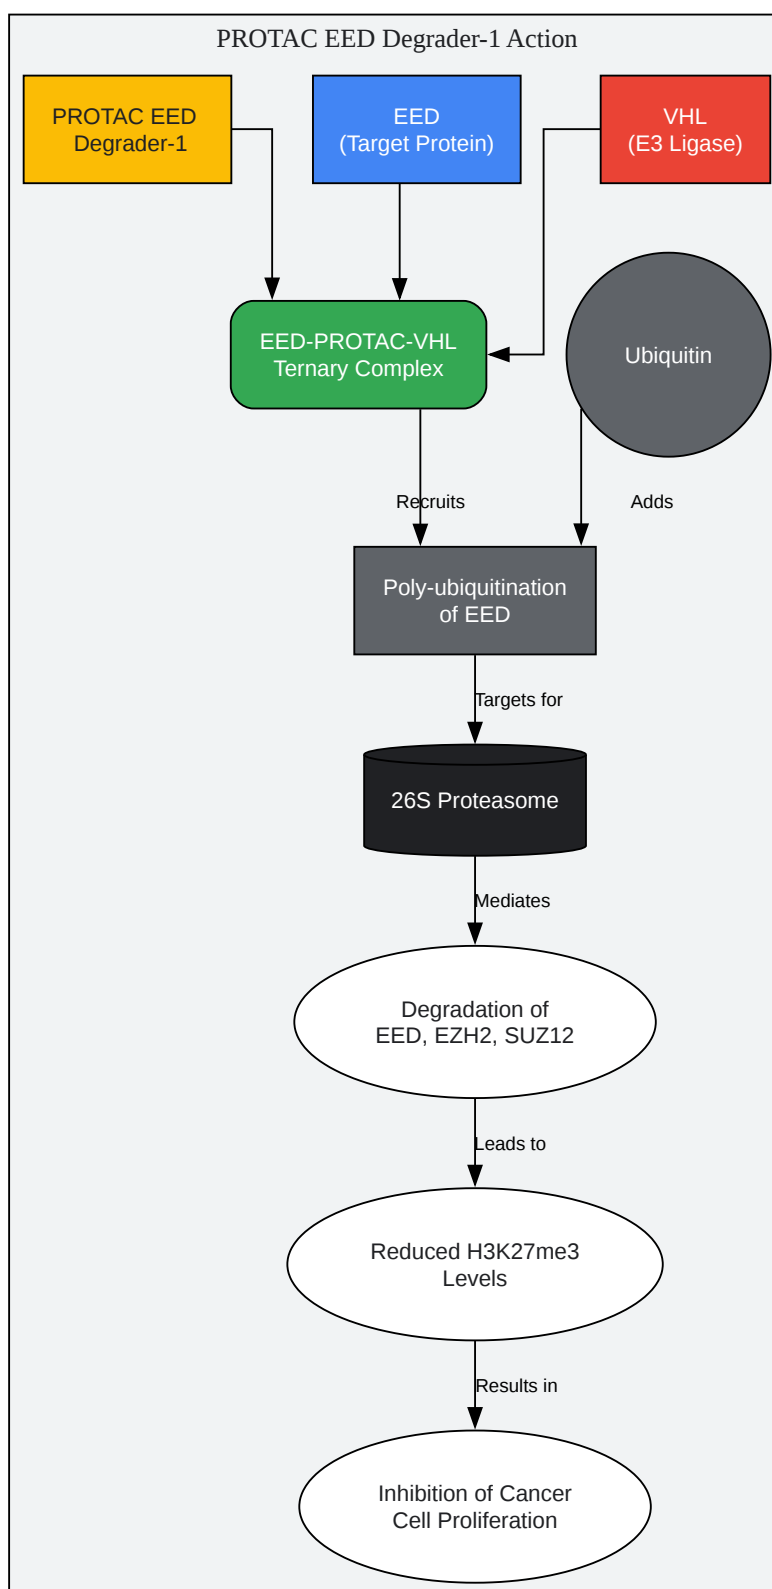 PROTAC EED Degrader-1 Action
PROTAC EED
Degrader-1
EED
(Target Protein)
VHL
(E3 Ligase)
EED-PROTAC-VHL
Ternary Complex
Ubiquitin
Recruits
Adds
Poly-ubiquitination
of EED
Targets for
26S Proteasome
Mediates
Degradation of
EED, EZH2, SUZ12
Leads to
Reduced H3K27me3
Levels
Results in
Inhibition of Cancer
Cell Proliferation